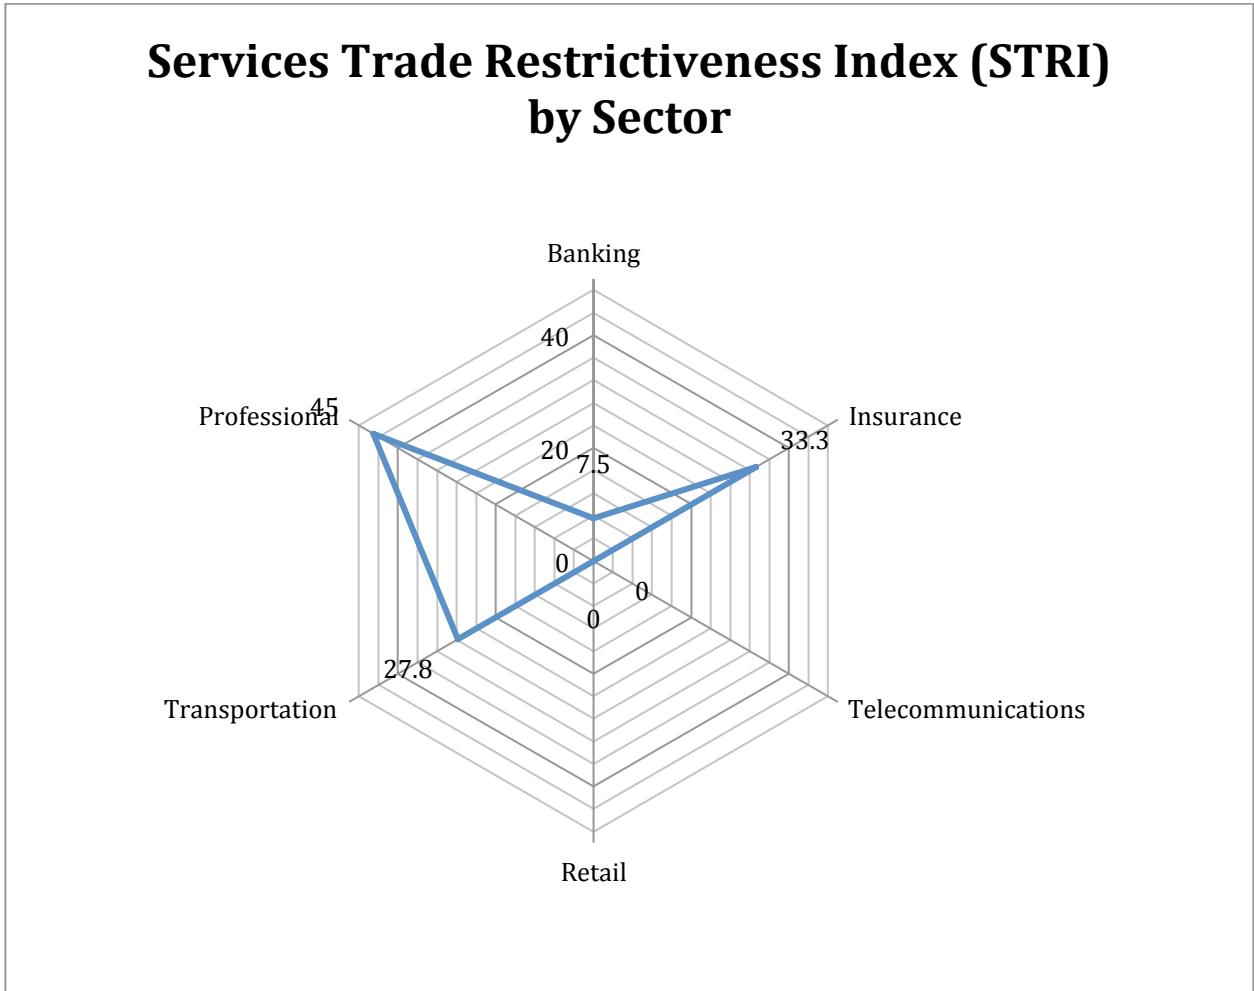 Services Trade Restrictiveness Index (STRI)
by Sector
Banking
40
45
Professional
Insurance
33.3
20
7.5
0
0
0
27.8
Transportation
Telecommunications
Retail